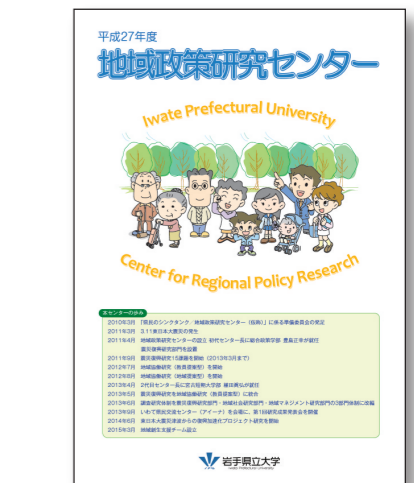 平成27年度
地域政策研究センター
Iwate Prefectural University
Center for Regional Policy Research
本センターの歩み
2010年3月 「県民のシンクタンク/地域政策研究センター（仮称）」に係る準備委員会の発足
2011年3月 3.11東日本大震災の発生
2011年4月 地域政策研究センターの設立 初代センター長に総合政策学部 豊島正幸が就任
震災復興研究部門を設置
2011年9月 震災復興研究15課題を開始（2013年3月まで）
2012年7月 地域協働研究（教員提案型）を開始
2012年8月 地域協働研究（地域提案型）を開始
2013年4月 2代目センター長に宮古短期大学部 植田眞弘が就任
2013年5月 震災復興研究を地域協働研究（教員提案型）に統合
2013年6月 調査研究体制を震災復興研究部門・地域社会研究部門・地域マネジメント研究部門の3部門体制に改編
2013年9月 いわて県民交流センター（アイーナ）を会場に、第1回研究成果発表会を開催
2014年6月 東日本大震災津波からの復興加速化プロジェクト研究を開始
2015年3月 地域創生支援チーム設立
岩手県立大学